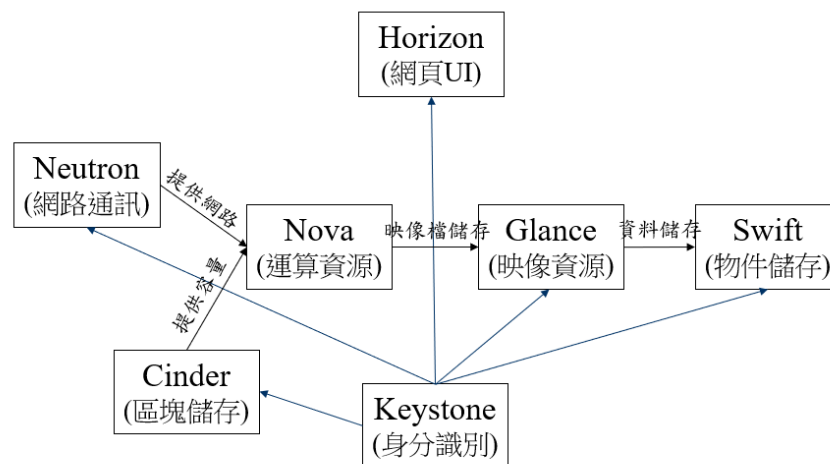 Horizon
(網頁UI)
Neutron
(網路通訊)
提供網路
Nova
(運算資源)
映像檔儲存
Glance
(映像資源)
資料儲存
Swift
(物件儲存)
提供容量
Cinder
(區塊儲存)
Keystone
(身分識別)